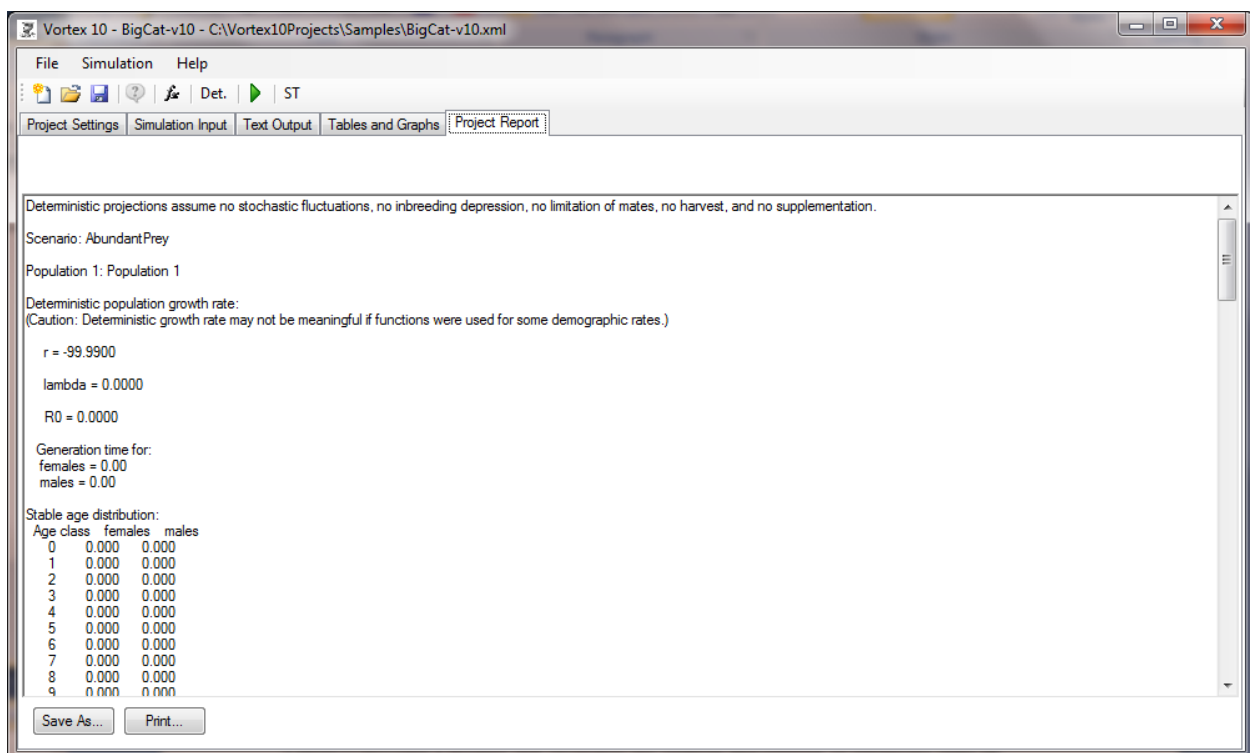 Vortex 10 - BigCat-v10 - C:\Vortex10Projects\Samples\BigCat-v10.xml
File Simulation Help
fx Det. ST
Project Settings Simulation Input Text Output Tables and Graphs Project Report
Deterministic projections assume no stochastic fluctuations, no inbreeding depression, no limitation of mates, no harvest, and no supplementation.
Scenario: AbundantPrey
Population 1: Population 1
Deterministic population growth rate:
(Caution: Deterministic growth rate may not be meaningful if functions were used for some demographic rates.)
r = -99.9900
lambda = 0.0000
R0 = 0.0000
Generation time for:
females = 0.00
males = 0.00
Stable age distribution:
Age class females males
0 0.000 0.000
1 0.000 0.000
2 0.000 0.000
3 0.000 0.000
4 0.000 0.000
5 0.000 0.000
6 0.000 0.000
7 0.000 0.000
8 0.000 0.000
9 0.000 0.000
Save As... Print...